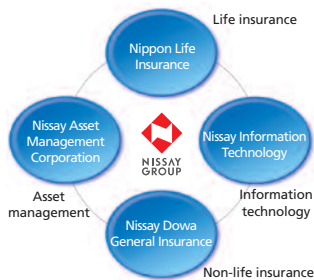 Life insurance
Nippon Life
Insurance
Nissay Asset
Management
Corporation
NISSAY
GROUP
Nissay Information
Technology
Asset
management
Information
technology
Nissay Dowa
General Insurance
Non-life insurance